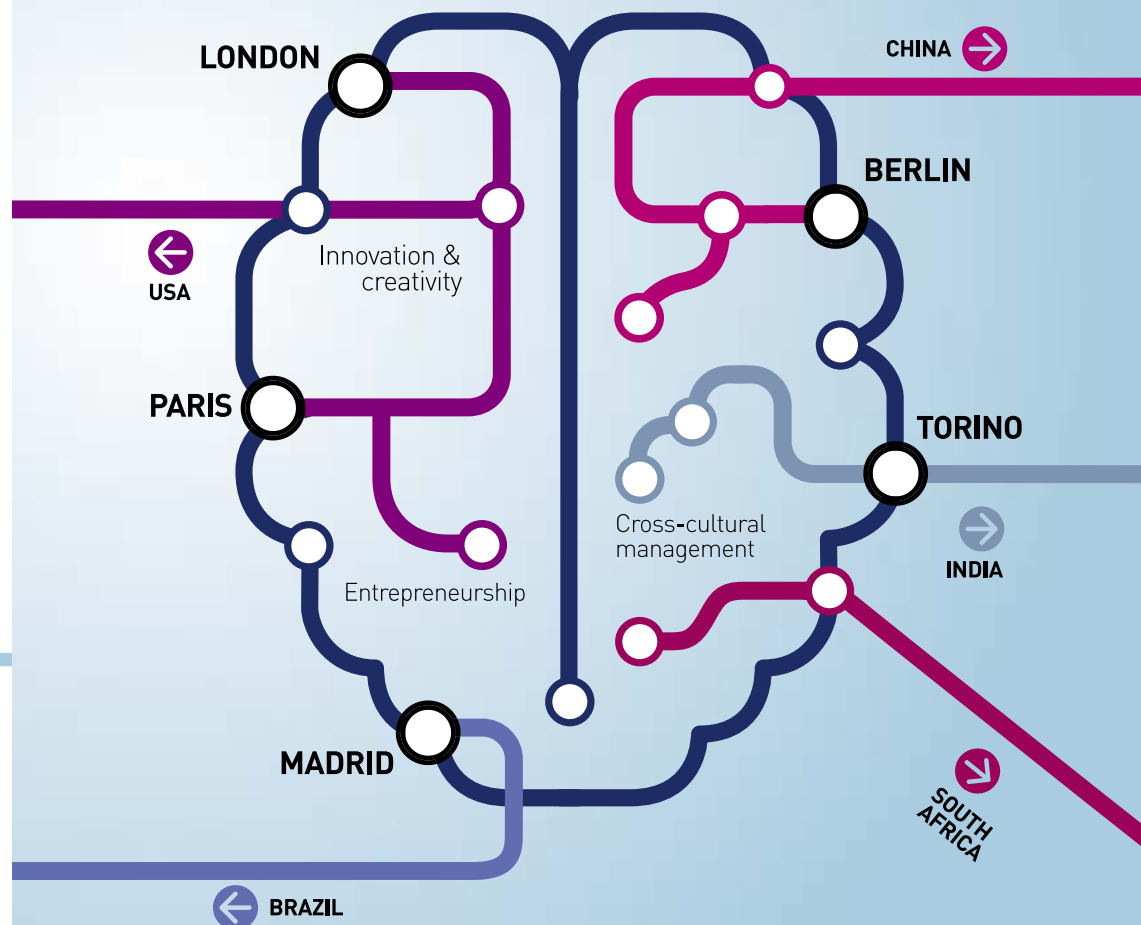 LONDON
CHINA
BERLIN
Innovation &
creativity
USA
PARIS
TORINO
Cross-cultural
management
INDIA
Entrepreneurship
MADRID
SOUTH
AFRICA
BRAZIL